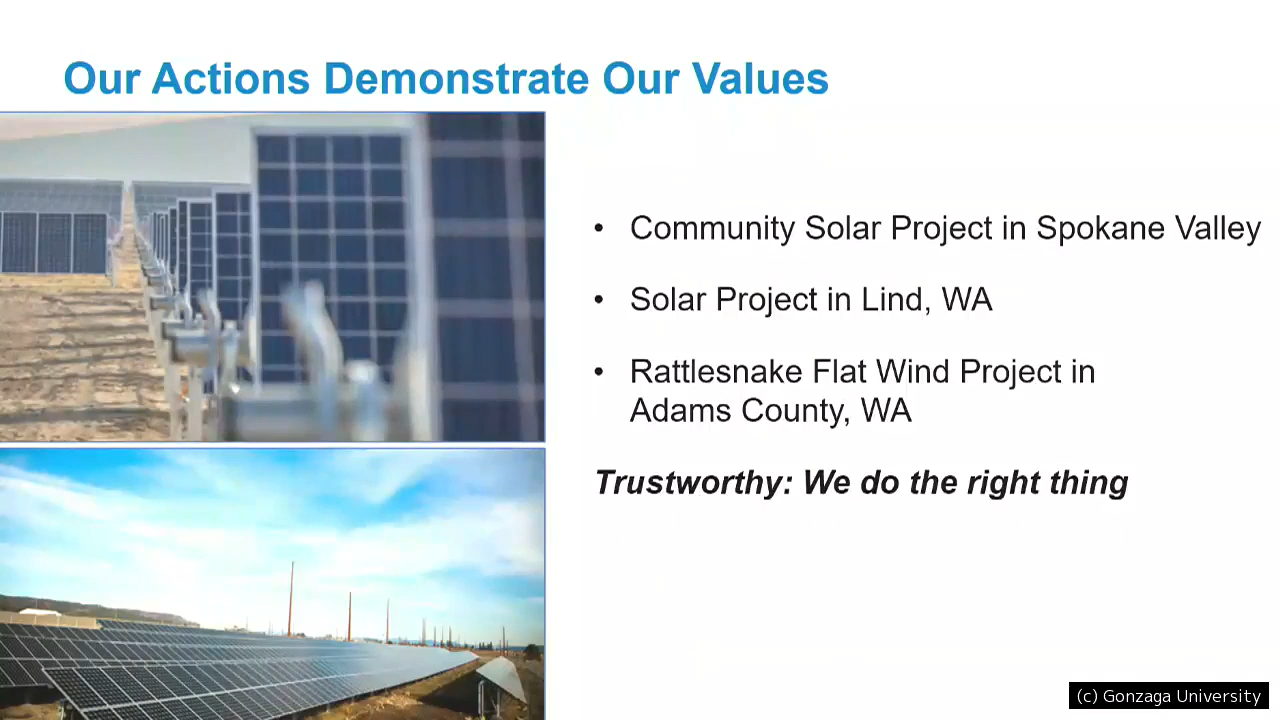 Our Actions Demonstrate Our Values
• Community Solar Project in Spokane Valley
• Solar Project in Lind, WA
• Rattlesnake Flat Wind Project in
Adams County, WA
Trustworthy: We do the right thing
(c) Gonzaga University